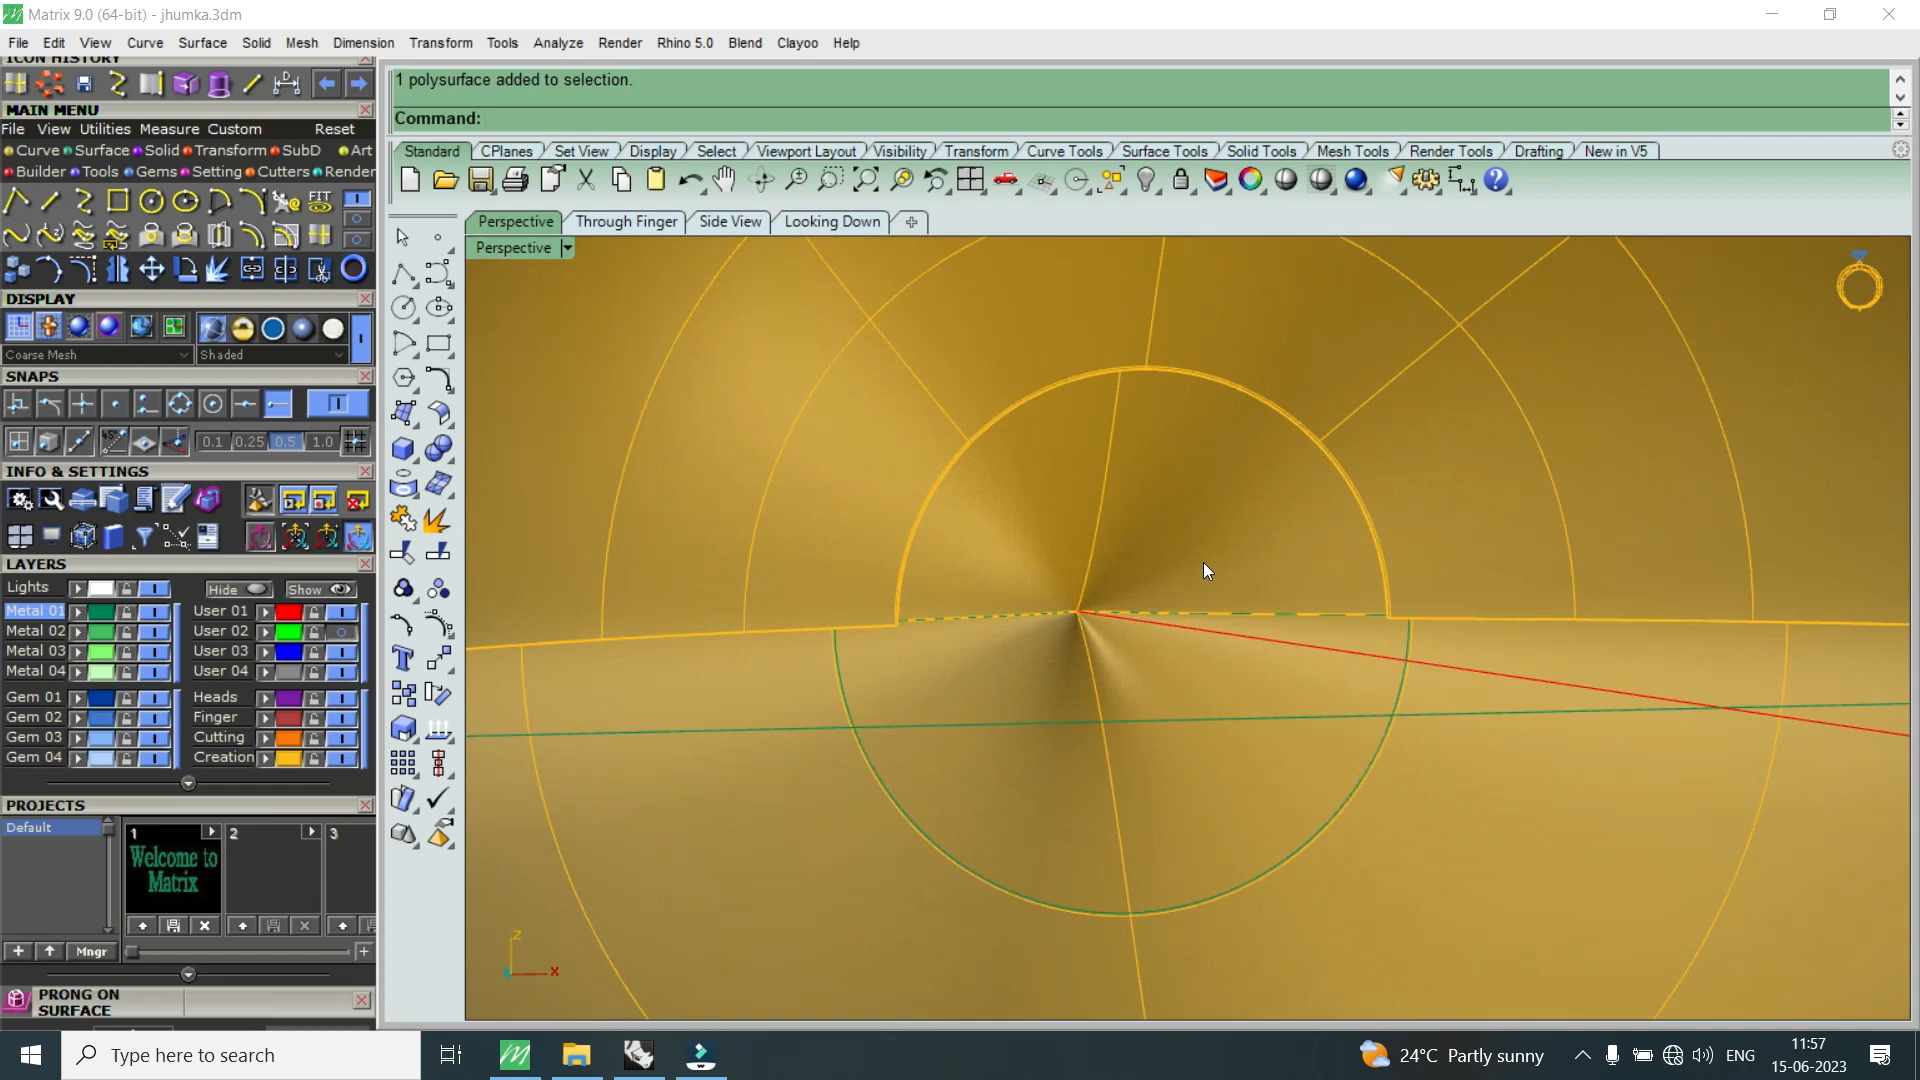 Matrix 9.0 (64-bit) - jhumka.3dm
File Edit View Curve Surface Solid Mesh Dimension Transform Tools Analyze Render Rhino 5.0 Blend Clayoo Help
ICON HISTORY
1 polysurface added to selection.
MAIN MENU
Command:
File View Utilities Measure Custom Reset
Curve Surface Solid Transform SubD Art
Builder Tools Gems Setting Cutters Render
Standard CPlanes Set View Display Select Viewport Layout Visibility Transform Curve Tools Surface Tools Solid Tools Mesh Tools Render Tools Drafting New in V5
FIT
Perspective Through Finger Side View Looking Down
Perspective
DISPLAY
Coarse Mesh Shaded
SNAPS
0.1 0.25 0.5 1.0
INFO & SETTINGS
LAYERS
Lights Hide Show
Metal 01 User 01
Metal 02 User 02
Metal 03 User 03
Metal 04 User 04
Gem 01 Heads
Gem 02 Finger
Gem 03 Cutting
Gem 04 Creation
PROJECTS
Default 1 2 3
Welcome to
Matrix
Mngr
z
x
PRONG ON
SURFACE
Type here to search
24°C Partly sunny
ENG
11:57
15-06-2023